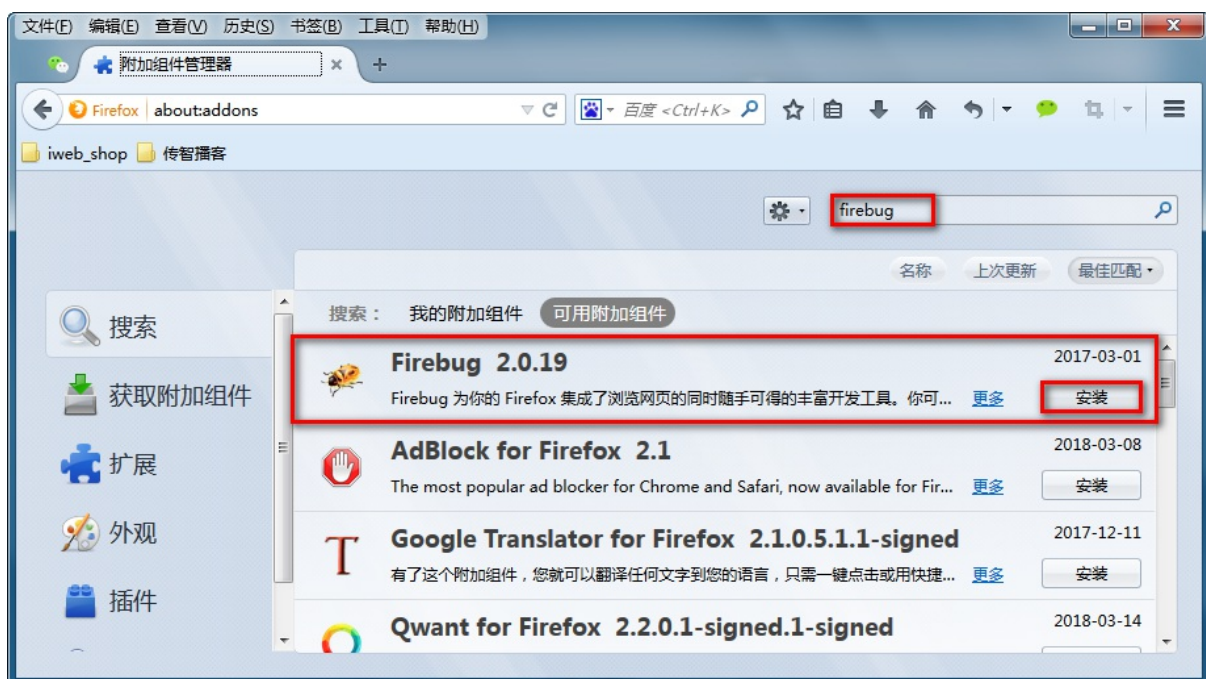 文件(F) 编辑(E) 查看(V) 历史(S) 书签(B) 工具(T) 帮助(H)
附加组件管理器
Firefox about:addons
百度 <Ctrl+K>
iweb_shop 传智播客
firebug
名称 上次更新 最佳匹配
搜索
获取附加组件
扩展
外观
插件
搜索： 我的附加组件 可用附加组件
Firebug 2.0.19 2017-03-01
Firebug 为你的 Firefox 集成了浏览网页的同时随手可得的丰富开发工具。你可... 更多 安装
AdBlock for Firefox 2.1 2018-03-08
The most popular ad blocker for Chrome and Safari, now available for Fir... 更多 安装
Google Translator for Firefox 2.1.0.5.1.1-signed 2017-12-11
有了这个附加组件，您就可以翻译任何文字到您的语言，只需一键点击或用快捷... 更多 安装
Qwant for Firefox 2.2.0.1-signed.1-signed 2018-03-14